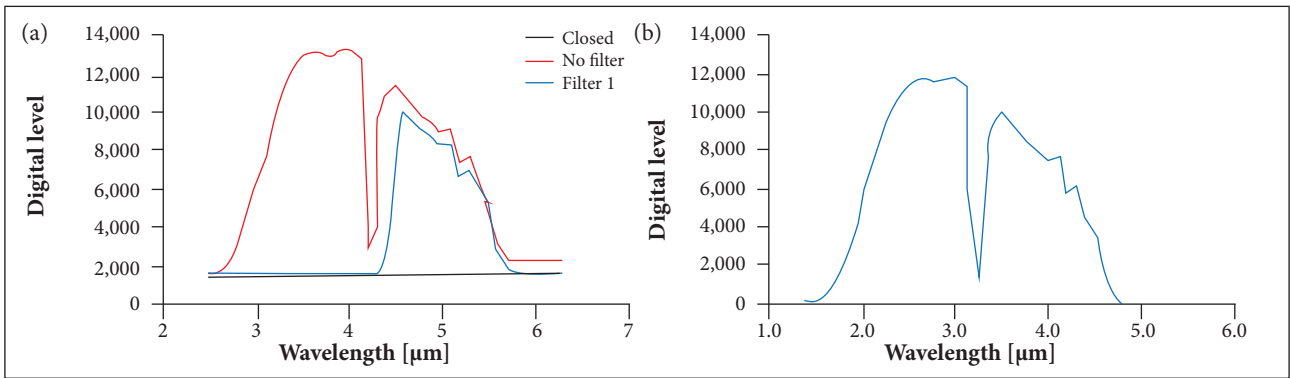 (a)
14,000
12,000
10,000
8,000
6,000
4,000
2,000
0
Digital level
2 3 4 5 6 7
Wavelength [µm]
Closed
No filter
Filter 1
(b)
14,000
12,000
10,000
8,000
6,000
4,000
2,000
0
Digital level
1.0 2.0 3.0 4.0 5.0 6.0
Wavelength [µm]